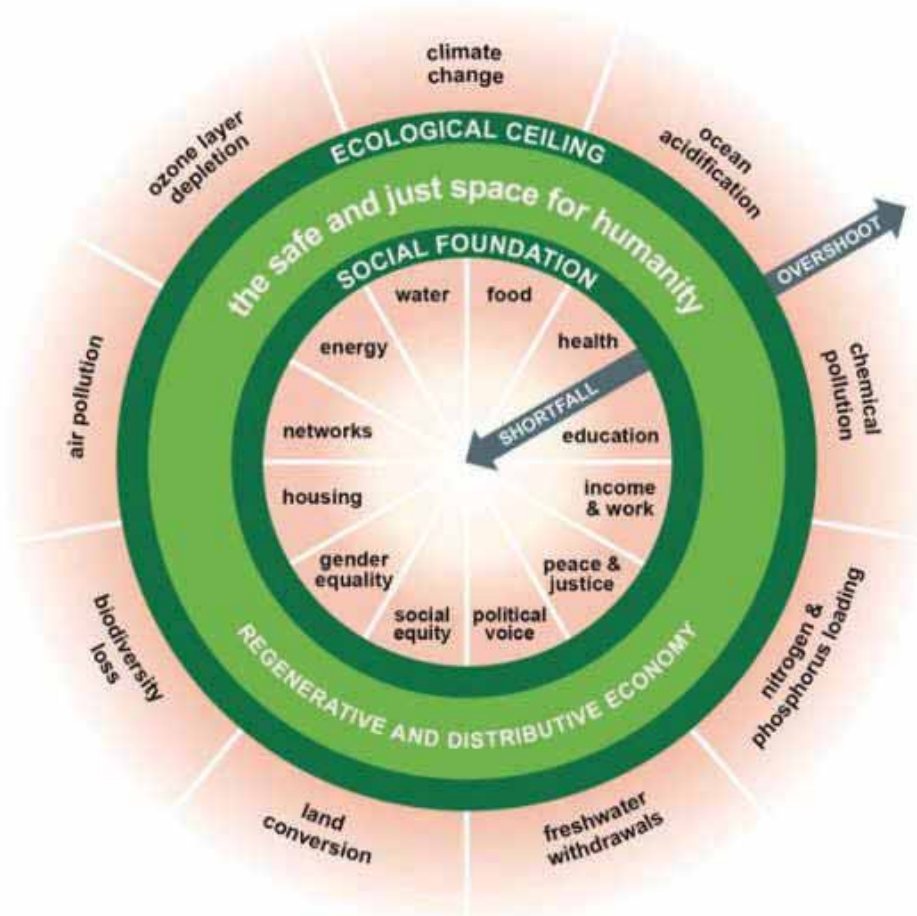 climate
change
ocean
acidification
chemical
pollution
nitrogen &
phosphorus loading
freshwater
withdrawals
land
conversion
biodiversity
loss
air pollution
ozone layer
depletion
OVERSHOOT
ECOLOGICAL CEILING
the safe and just space for humanity
SOCIAL FOUNDATION
water
food
energy
health
SHORTFALL
networks
education
housing
income
& work
gender
equality
peace &
justice
social
equity
political
voice
REGENERATIVE AND DISTRIBUTIVE ECONOMY